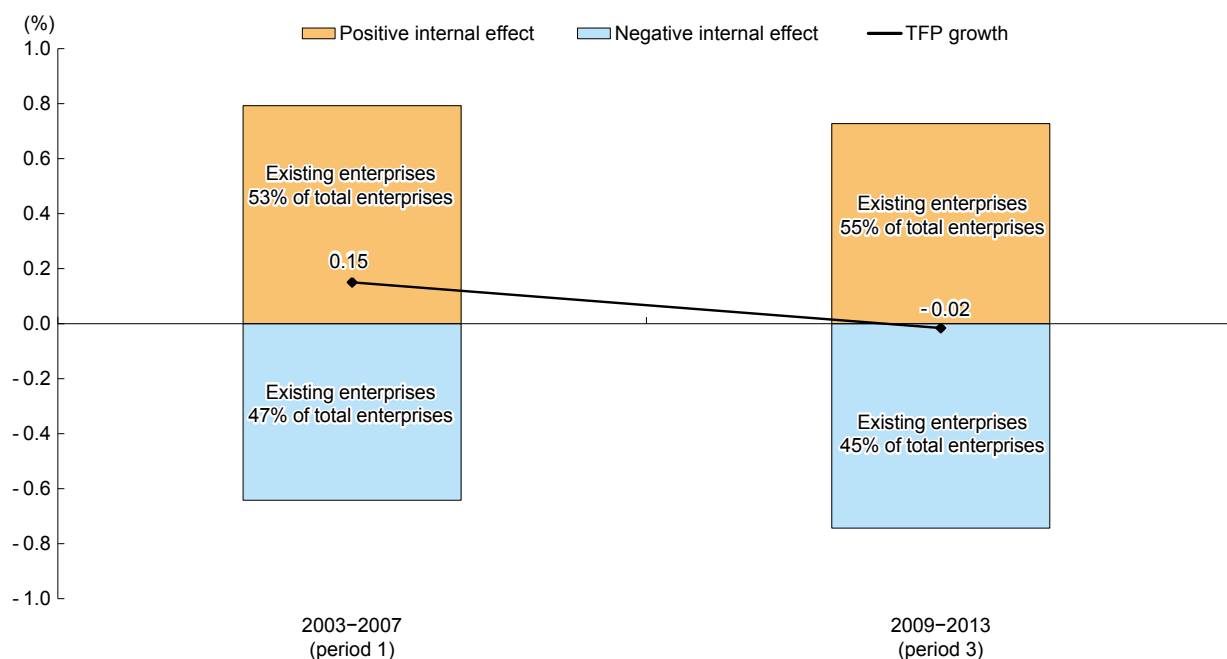 (%)
Positive internal effect
Negative internal effect
TFP growth
1.0
0.8
0.6
0.4
0.2
0.0
- 0.2
- 0.4
- 0.6
- 0.8
- 1.0
Existing enterprises
53% of total enterprises
0.15
Existing enterprises
47% of total enterprises
Existing enterprises
55% of total enterprises
- 0.02
Existing enterprises
45% of total enterprises
2003−2007
(period 1)
2009−2013
(period 3)